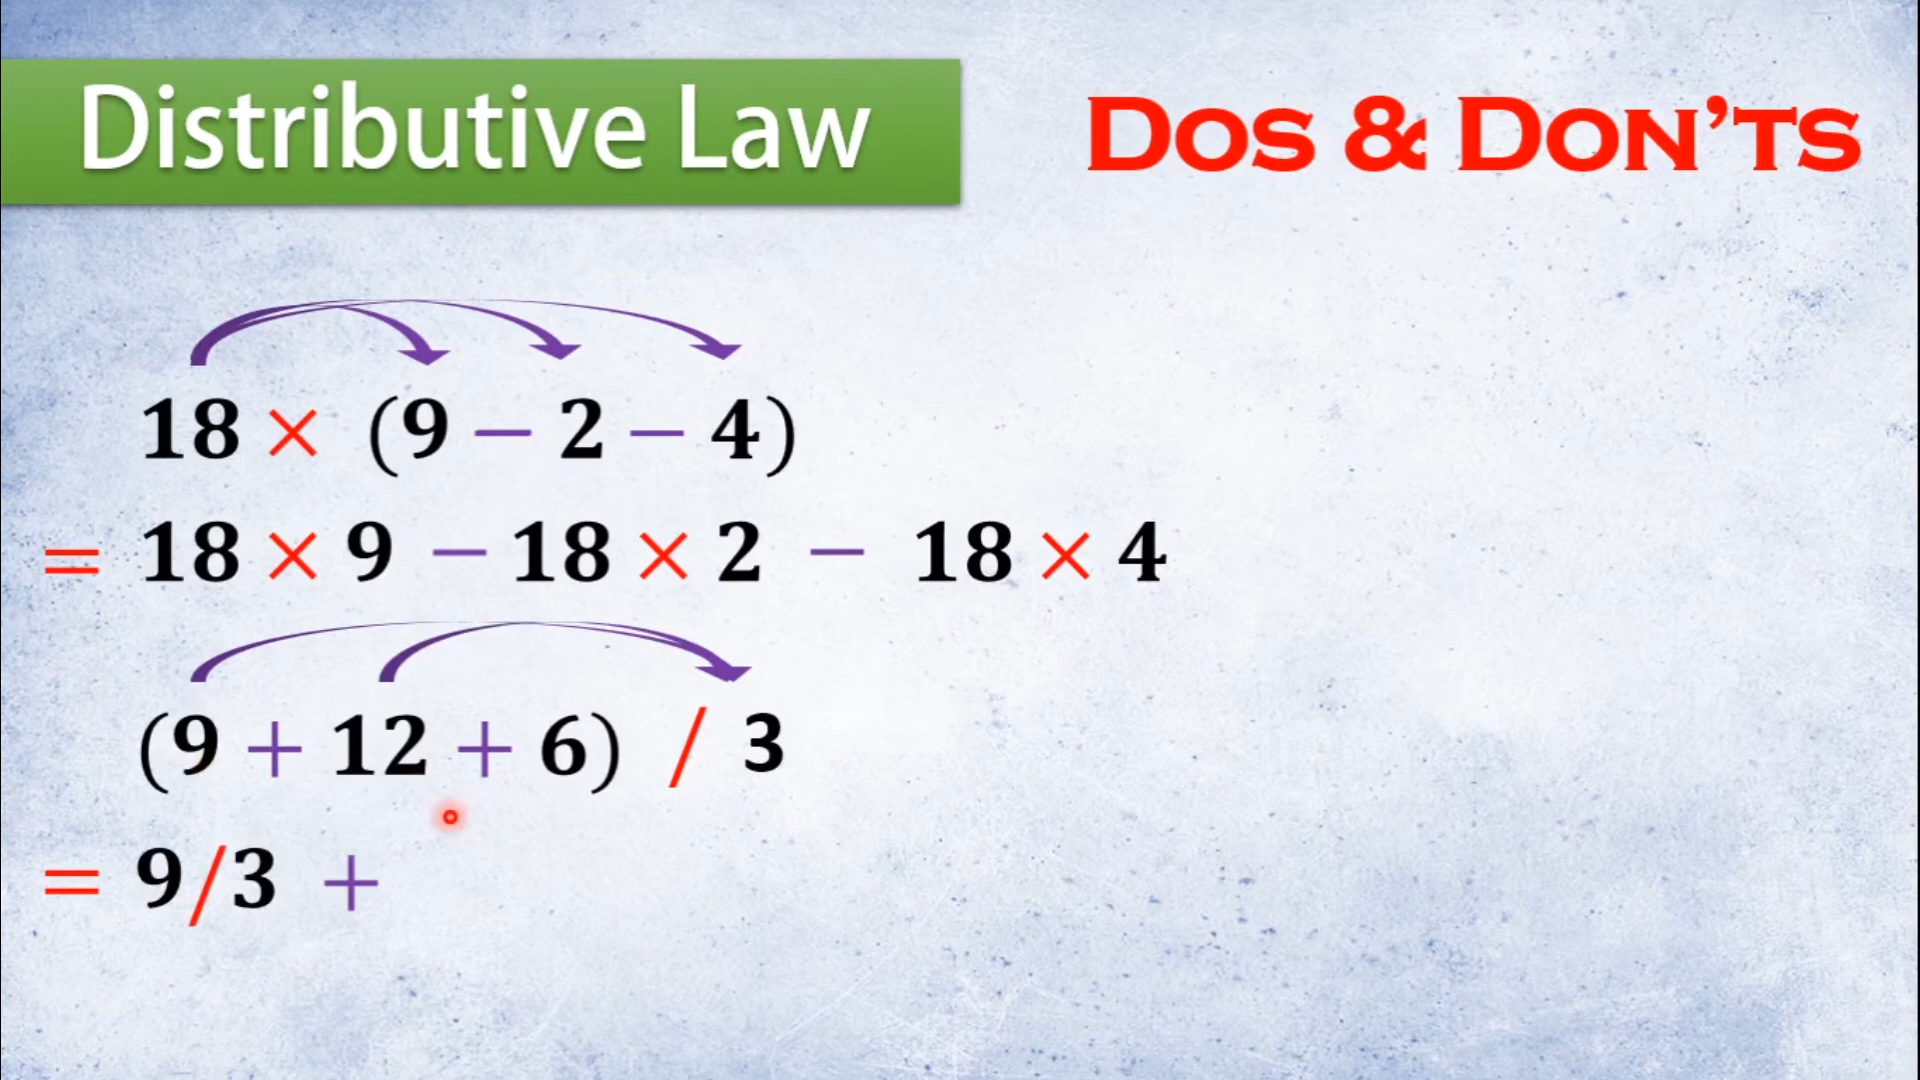 Distributive Law
DOS & DON'TS
18 × (9 − 2 − 4)
= 18 × 9 − 18 × 2 − 18 × 4
(9 + 12 + 6) / 3
= 9/3 +